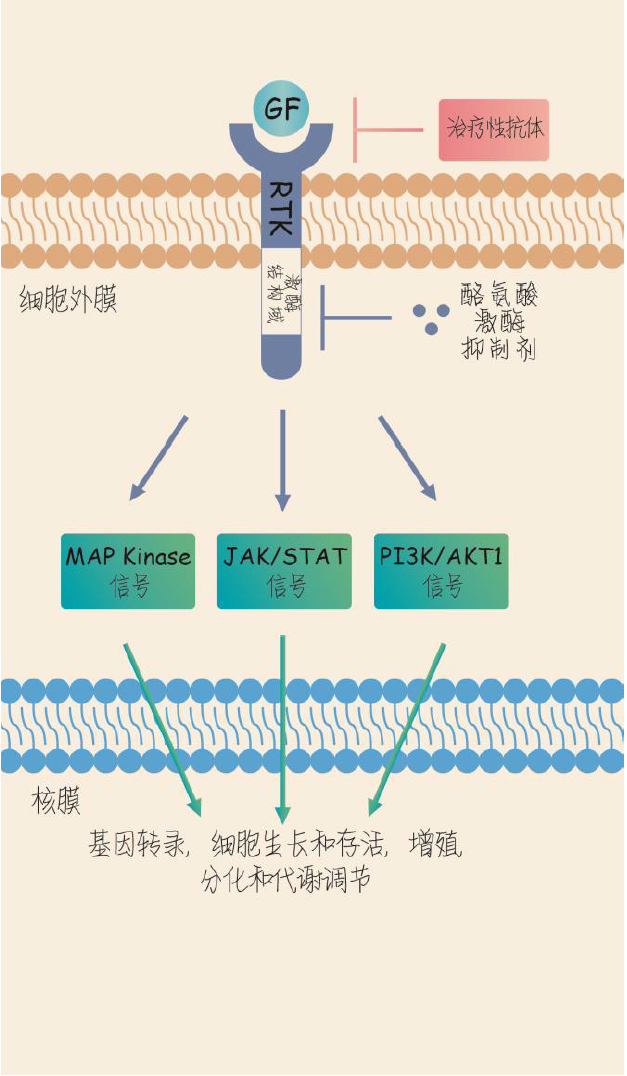 GF
治疗性抗体
RTK
激酶
结构域
细胞外膜
酪氨酸
激酶
抑制剂
MAP Kinase
信号
JAK/STAT
信号
PI3K/AKT1
信号
核膜
基因转录, 细胞生长和存活, 增殖,
分化和代谢调节